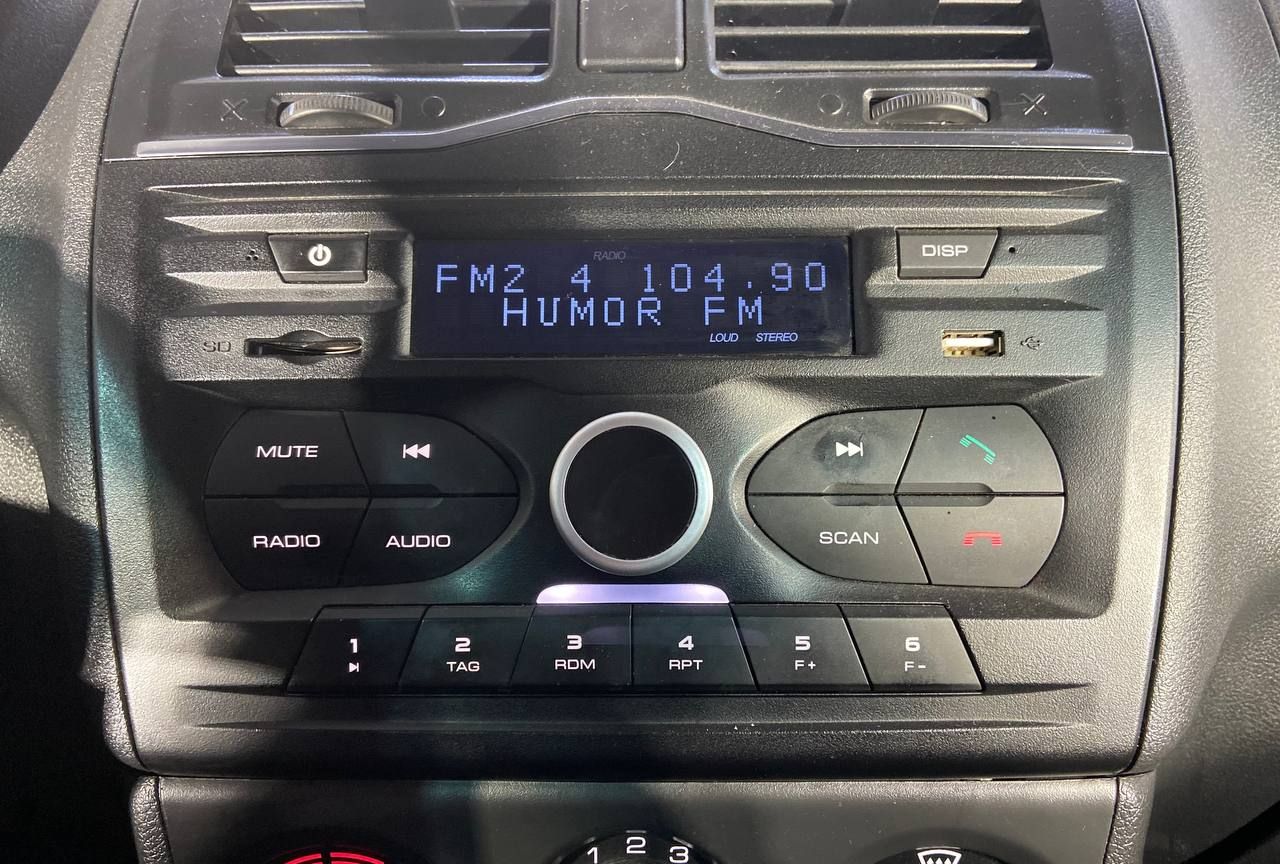 RADIO
FM2 4 104.90
HUMOR FM
LOUD STEREO
DISP
SD
MUTE
RADIO
AUDIO
SCAN
1
2
TAG
3
RDM
4
RPT
5
F+
6
F-
1 2 3